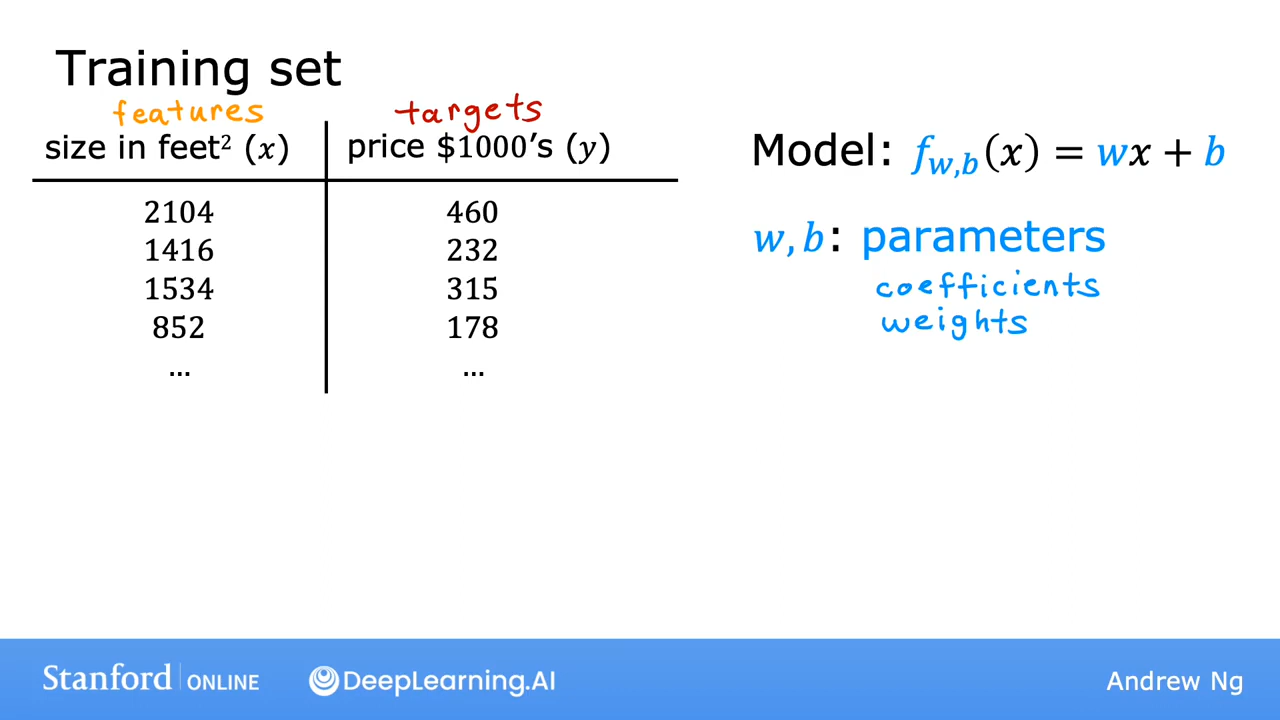 Training set
features targets
size in feet² (x) price $1000's (y)
2104 460
1416 232
1534 315
852 178
... ...
Model: f_{w,b}(x) = wx + b
w, b: parameters
coefficients
weights
Stanford ONLINE DeepLearning.AI Andrew Ng